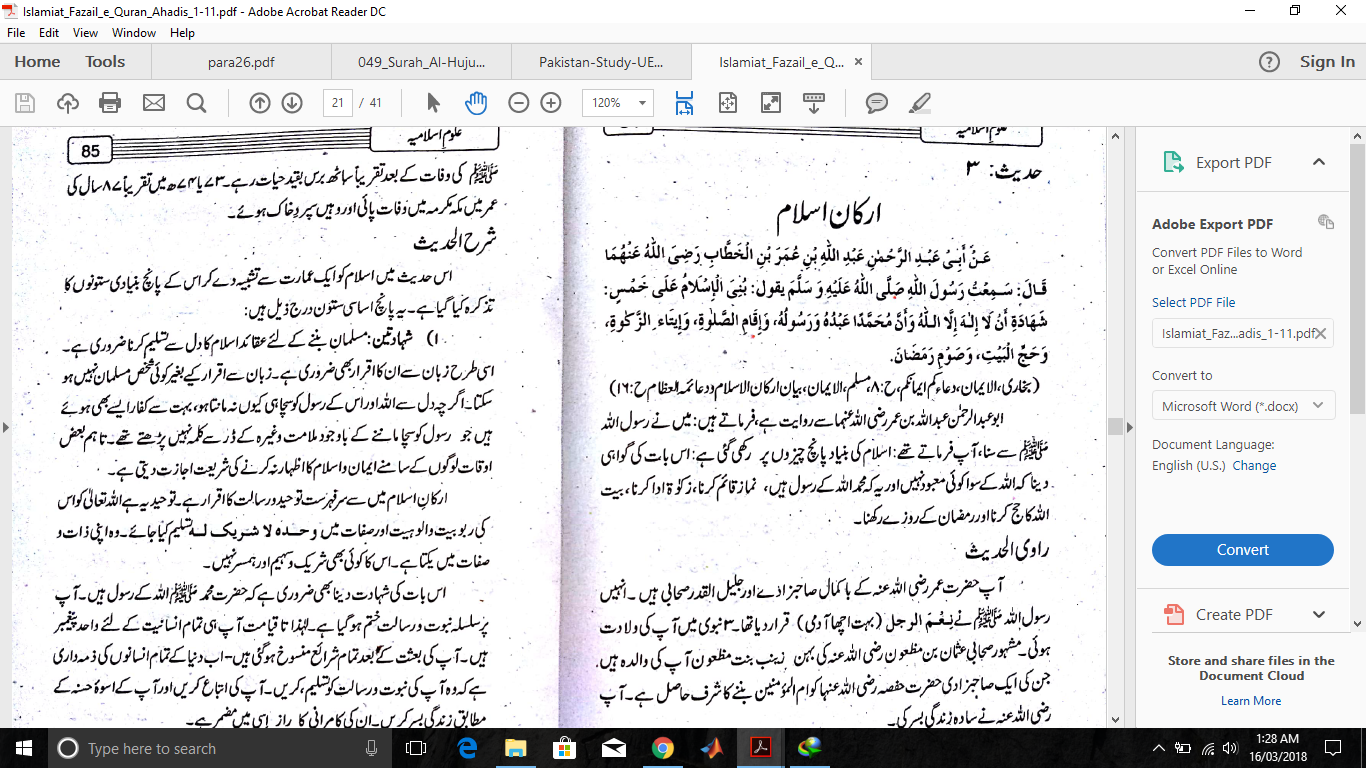 Islamiat_Fazail_e_Quran_Ahadis_1-11.pdf - Adobe Acrobat Reader DC
File Edit View Window Help
Home Tools para26.pdf 049_Surah_Al-Huju... Pakistan-Study-UE... Islamiat_Fazail_e_Q... × Sign In
21 / 41 120%
علوم اسلامیہ
حدیث: ۳
ارکان اسلام
عَنْ أَبِیْ عَبْدِ الرَّحْمٰنِ عَبْدِ اللّٰهِ بْنِ عُمَرَ بْنِ الْخَطَّابِ رَضِیَ اللّٰهُ عَنْهُمَا
قَالَ: سَمِعْتُ رَسُولَ اللّٰهِ صَلَّی اللّٰهُ عَلَيْهِ وَ سَلَّمَ يقول: بُنِیَ الْإِسْلَامُ عَلٰی خَمْسٍ:
شَهَادَةِ أَنْ لَا إِلٰهَ إِلَّا اللّٰهُ وَأَنَّ مُحَمَّدًا عَبْدُهُ وَرَسُولُهُ، وَإِقَامِ الصَّلٰوةِ، وَإِيتَاءِ الزَّكٰوةِ،
وَحَجِّ الْبَيْتِ، وَصَوْمِ رَمَضَانَ.
(بخاری، الایمان، دعاءکم ایمانکم، ح:۸، مسلم، الایمان، بیان ارکان الاسلام ودعائمہ العظام ح:۱۶)
ابو عبدالرحمٰن عبداللہ بن عمر رضی اللہ عنہما سے روایت ہے، فرماتے ہیں: میں نے رسول اللہ
ﷺ سے سنا، آپ فرماتے تھے: اسلام کی بنیاد پانچ چیزوں پر رکھی گئی ہے: اس بات کی گواہی
دینا کہ اللہ کے سوا کوئی معبود نہیں اور یہ کہ محمد اللہ کے رسول ہیں، نماز قائم کرنا، زکوٰۃ ادا کرنا، بیت
اللہ کا حج کرنا اور رمضان کے روزے رکھنا۔
راوی الحدیث
آپ حضرت عمر رضی اللہ عنہ کے با کمال صاحبزادے اور جلیل القدر صحابی ہیں۔ انہیں
رسول اللہ ﷺ نے نِعْمَ الرجل (بہت اچھا آدمی) قرار دیا تھا۔ ۳ نبوی میں آپ کی ولادت
ہوئی۔ مشہور صحابی عثمان بن مظعون رضی اللہ عنہ کی بہن زینب بنت مظعون آپ کی والدہ ہیں
جن کی ایک صاحبزادی حضرت حفصہ رضی اللہ عنہا کو ام المؤمنین بننے کا شرف حاصل ہے۔ آپ
رضی اللہ عنہ نے سادہ زندگی بسر کی۔
علوم اسلامیہ
85
ﷺ کی وفات کے بعد تقریباً ساٹھ برس بقید حیات رہے۔ ۷۳ یا ۷۴ھ میں تقریباً ۸۷ سال کی
عمر میں مکہ مکرمہ میں وفات پائی اور وہیں سپرد خاک ہوئے۔
شرح الحدیث
اس حدیث میں اسلام کو ایک عمارت سے تشبیہ دے کر اس کے پانچ بنیادی ستونوں کا
تذکرہ کیا گیا ہے۔ یہ پانچ اساسی ستون درج ذیل ہیں:
۱) شہادتین: مسلمان بننے کے لئے عقائد اسلام کا دل سے تسلیم کرنا ضروری ہے۔
اسی طرح زبان سے ان کا اقرار بھی ضروری ہے۔ زبان سے اقرار کیے بغیر کوئی شخص مسلمان نہیں ہو
سکتا۔ اگرچہ دل سے اللہ اور اس کے رسول کو سچا ہی کیوں نہ مانتا ہو، بہت سے کفار ایسے بھی ہوئے
ہیں جو رسول کو سچا ماننے کے باوجود ملامت وغیرہ کے ڈر سے کلمہ نہیں پڑھتے تھے۔ تاہم بعض
اوقات لوگوں کے سامنے ایمان و اسلام کا اظہار نہ کرنے کی شریعت اجازت دیتی ہے۔
ارکان اسلام میں سے سرفہرست توحید و رسالت کا اقرار ہے۔ توحید یہ ہے اللہ تعالیٰ کو اس
کی ربوبیت و الوہیت اور صفات میں وحدہ لا شریک لہ تسلیم کیا جائے۔ وہ اپنی ذات و
صفات میں یکتا ہے۔ اس کا کوئی بھی شریک و سہیم اور ہمسر نہیں۔
اس بات کی شہادت دینا بھی ضروری ہے کہ حضرت محمد ﷺ اللہ کے رسول ہیں۔ آپ
پر سلسلہ نبوت و رسالت ختم ہو گیا ہے۔ لہٰذا تا قیامت آپ ہی تمام انسانیت کے لئے واحد پیغمبر
ہیں۔ آپ کی بعثت کے بعد تمام شرائع منسوخ ہو گئی ہیں۔ اب دنیا کے تمام انسانوں کی ذمہ داری
ہے کہ وہ آپ کی نبوت و رسالت کو تسلیم کریں۔ آپ کی اتباع کریں اور آپ کے اسوۂ حسنہ کے
مطابق زندگی بسر کریں۔ ان کی کامرانی کا راز اسی میں مضمر ہے۔
Export PDF
Adobe Export PDF
Convert PDF Files to Word
or Excel Online
Select PDF File
Islamiat_Faz...adis_1-11.pdf ×
Convert to
Microsoft Word (*.docx)
Document Language:
English (U.S.) Change
Convert
Create PDF
Store and share files in the
Document Cloud
Learn More
Type here to search
1:28 AM
16/03/2018